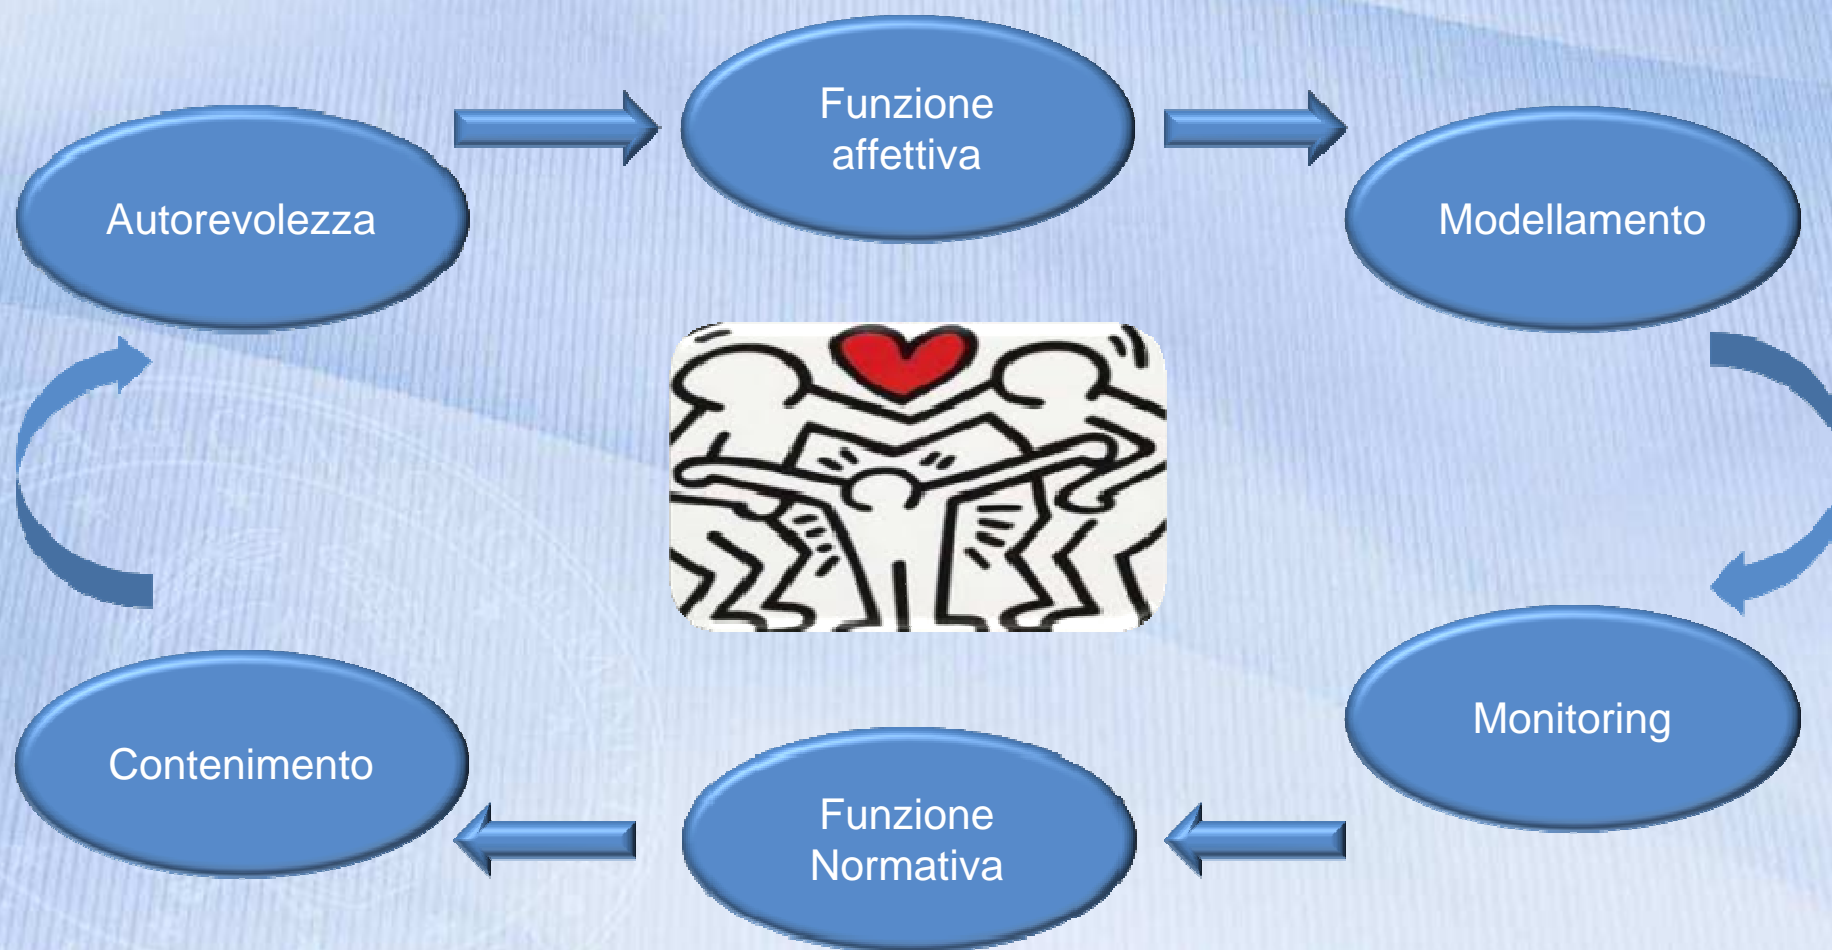 Autorevolezza
Funzione
affettiva
Modellamento
Monitoring
Funzione
Normativa
Contenimento